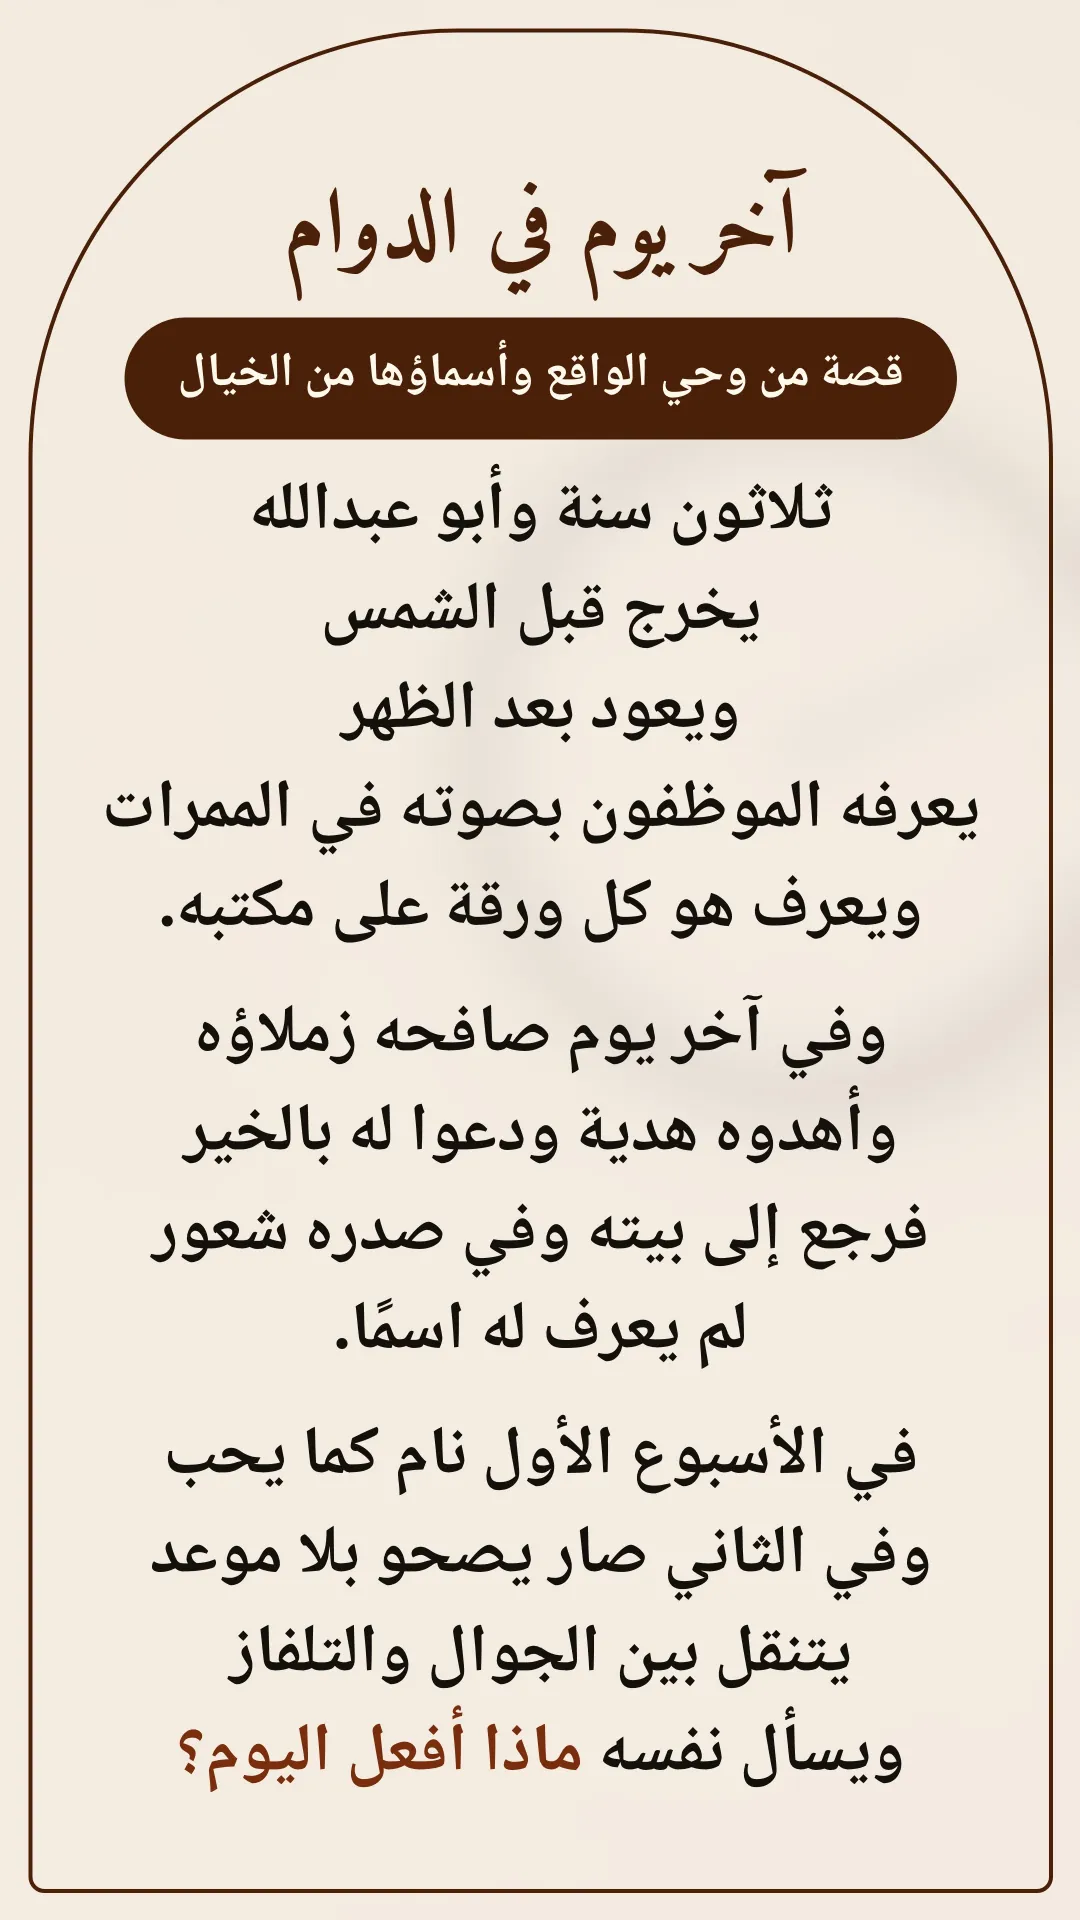 آخر يوم في الدوام
قصة من وحي الواقع وأسماؤها من الخيال
ثلاثون سنة وأبو عبدالله
يخرج قبل الشمس
ويعود بعد الظهر
يعرفه الموظفون بصوته في الممرات
ويعرف هو كل ورقة على مكتبه.
وفي آخر يوم صافحه زملاؤه
وأهدوه هدية ودعوا له بالخير
فرجع إلى بيته وفي صدره شعور
لم يعرف له اسمًا.
في الأسبوع الأول نام كما يحب
وفي الثاني صار يصحو بلا موعد
يتنقل بين الجوال والتلفاز
ويسأل نفسه ماذا أفعل اليوم؟